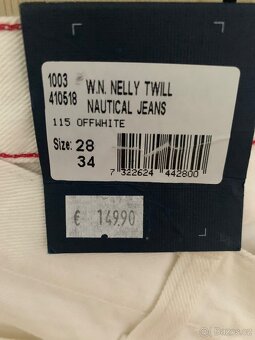 1003 W.N. NELLY TWILL
410518 NAUTICAL JEANS
115 OFFWHITE
Size: 28
34
7 322624 442800
€ 149.90